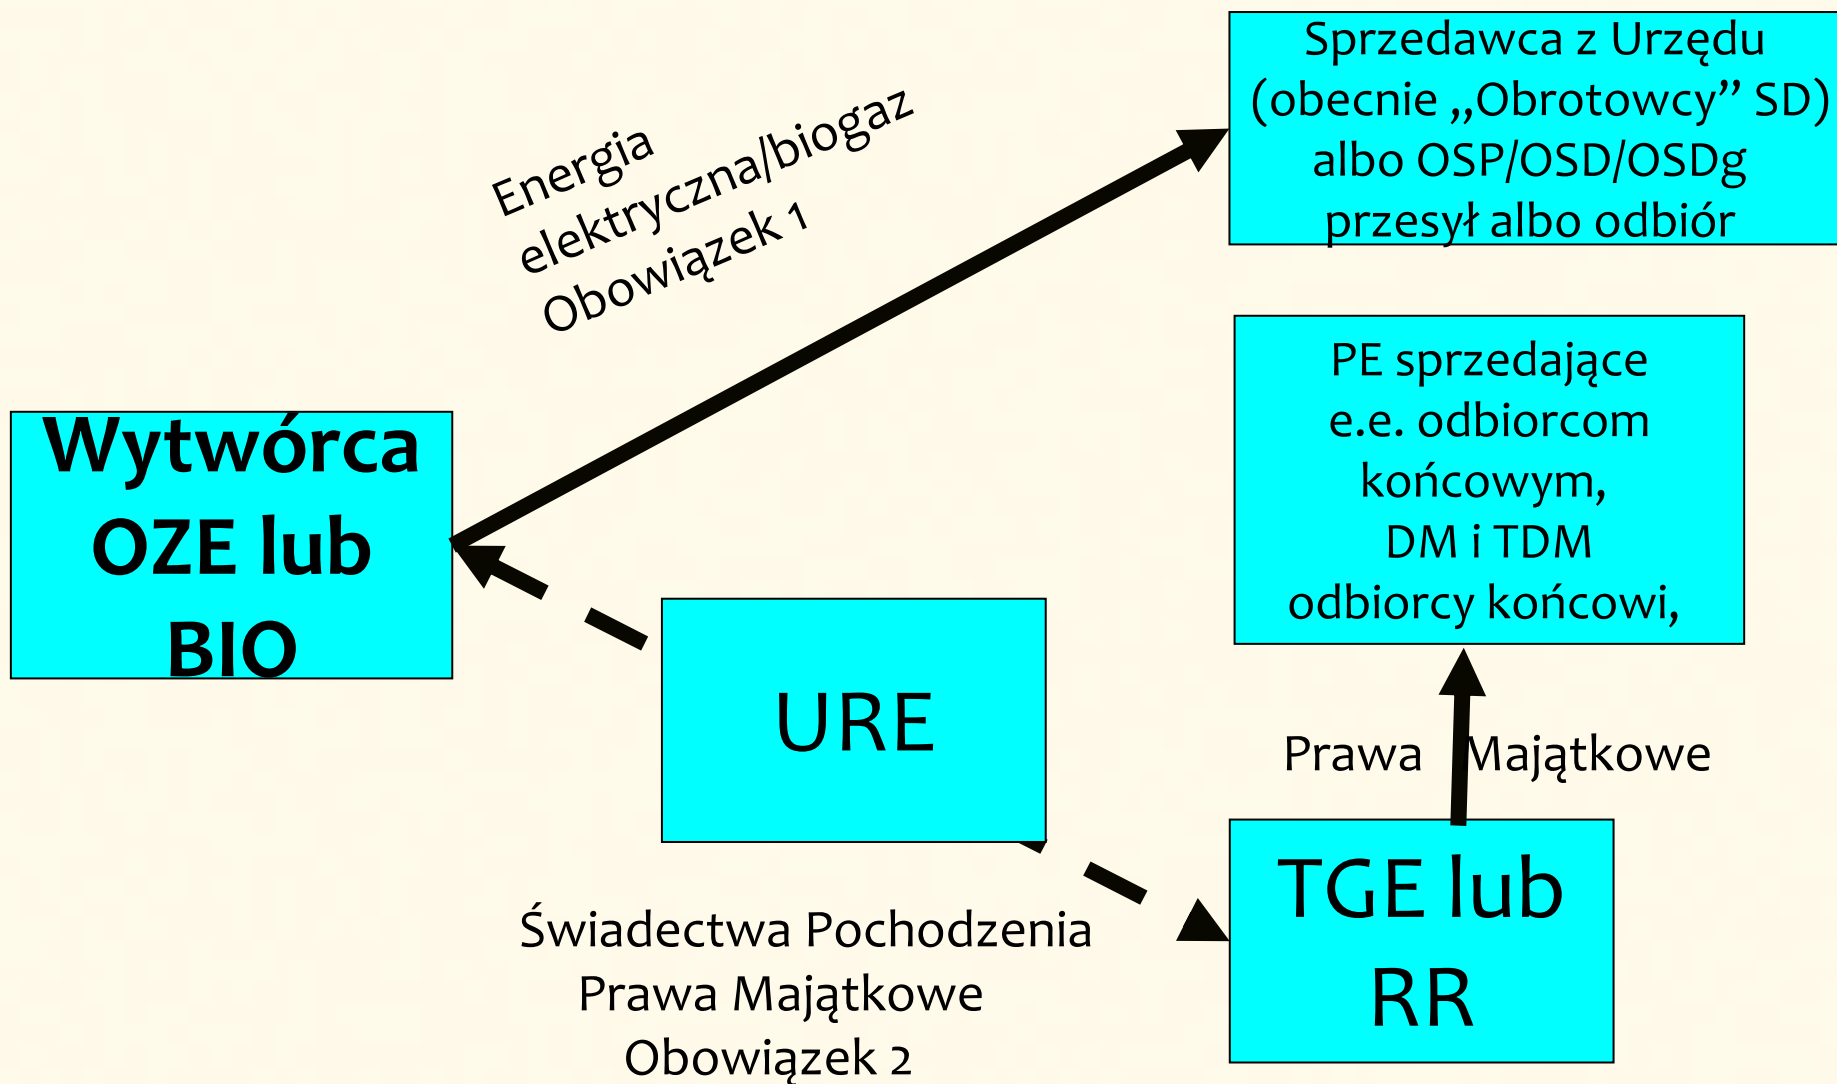 Sprzedawca z Urzędu
(obecnie „Obrotowcy” SD)
albo OSP/OSD/OSDg
przesył albo odbiór
Energia
elektryczna/biogaz
Obowiązek 1
PE sprzedające
e.e. odbiorcom
końcowym,
DM i TDM
odbiorcy końcowi,
Wytwórca
OZE lub
BIO
URE
Prawa Majątkowe
TGE lub
RR
Świadectwa Pochodzenia
Prawa Majątkowe
Obowiązek 2